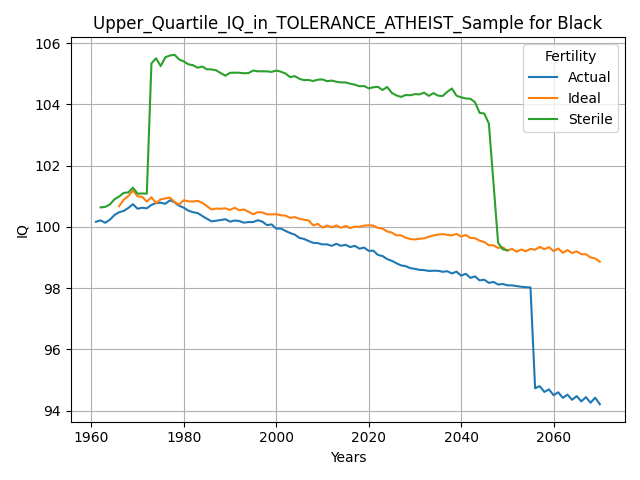 Upper_Quartile_IQ_in_TOLERANCE_ATHEIST_Sample for Black
106
104
102
100
98
96
94
IQ
Fertility
Actual
Ideal
Sterile
1960 1980 2000 2020 2040 2060
Years